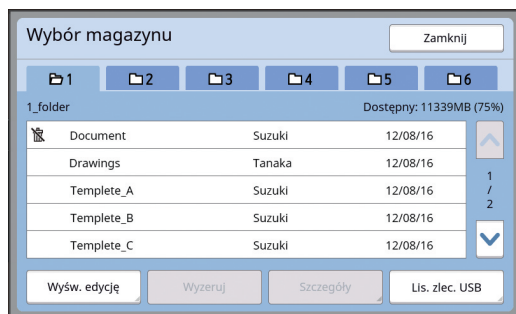 Wybór magazynu Zamknij
1 2 3 4 5 6
1_folder Dostępny: 11339MB (75%)
Document Suzuki 12/08/16
Drawings Tanaka 12/08/16
Templete_A Suzuki 12/08/16
Templete_B Suzuki 12/08/16
Templete_C Suzuki 12/08/16
1
/
2
Wyśw. edycję Wyzeruj Szczegóły Lis. zlec. USB